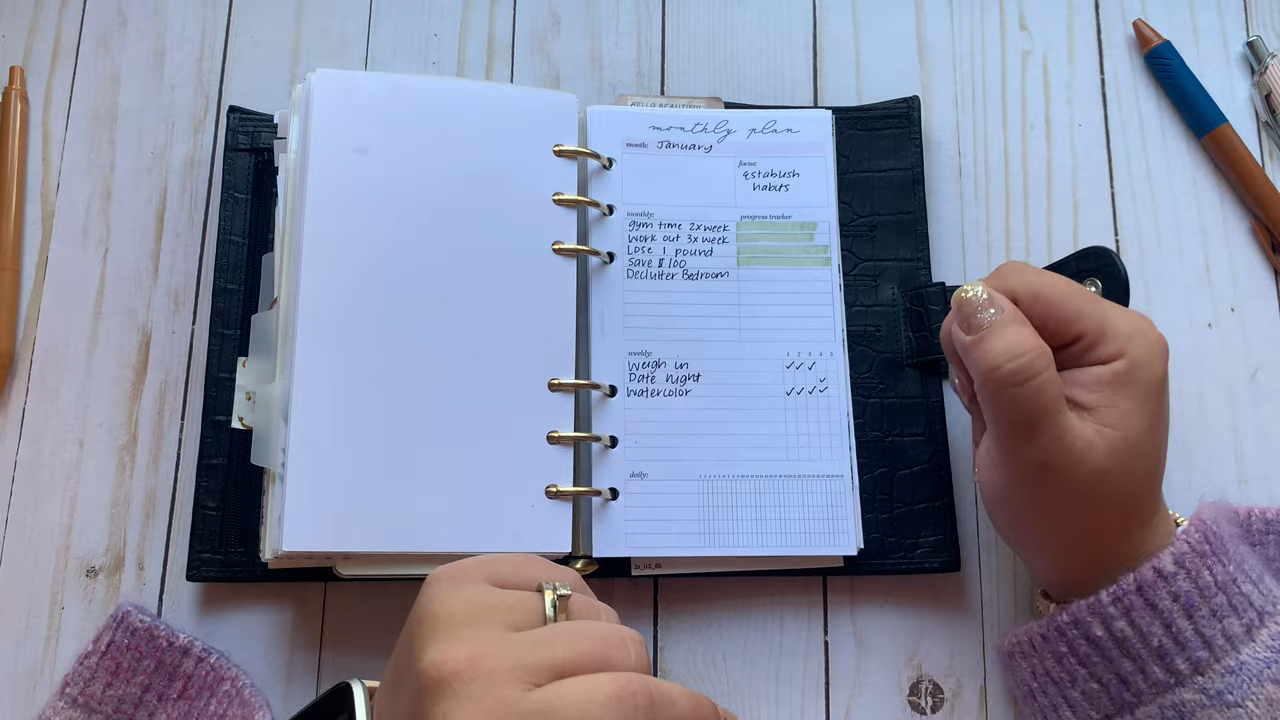 HELLO BEAUTIFUL
monthly plan
month: January
focus:
Establish
habits
monthly: progress tracker
gym time 2x week
work out 3x week
Lose 1 pound
Save $100
Declutter Bedroom
weekly: 1 2 3 4 5
Weigh in ✓ ✓ ✓
Date night ✓
Watercolor ✓ ✓ ✓ ✓
daily: